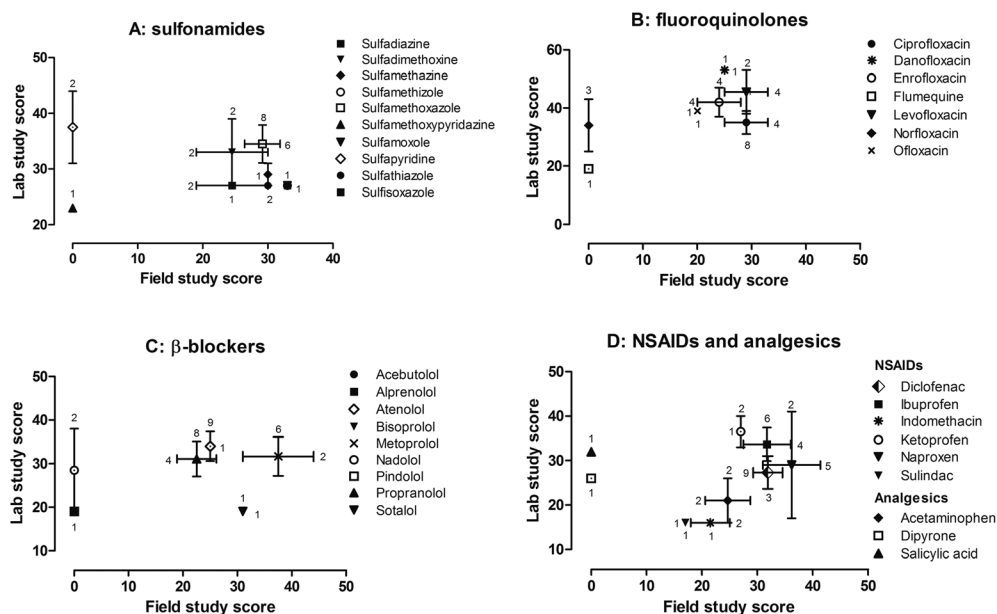 A: sulfonamides
Lab study score
50
40
30
20
2
1
2
2
2
1
8
6
1
2
1
1
0
10
20
30
40
Field study score
Sulfadiazine
Sulfadimethoxine
Sulfamethazine
Sulfamethizole
Sulfamethoxazole
Sulfamethoxypyridazine
Sulfamoxole
Sulfapyridine
Sulfathiazole
Sulfisoxazole
B: fluoroquinolones
Lab study score
60
40
20
0
3
1
1
1
4
4
1
1
2
4
4
8
0
10
20
30
40
50
Field study score
Ciprofloxacin
Danofloxacin
Enrofloxacin
Flumequine
Levofloxacin
Norfloxacin
Ofloxacin
C: β-blockers
Lab study score
50
40
30
20
10
2
1
4
8
9
1
6
2
1
1
0
10
20
30
40
50
Field study score
Acebutolol
Alprenolol
Atenolol
Bisoprolol
Metoprolol
Nadolol
Pindolol
Propranolol
Sotalol
D: NSAIDs and analgesics
Lab study score
50
40
30
20
10
1
1
1
1
2
1
2
2
2
1
6
4
9
3
2
5
0
10
20
30
40
50
Field study score
NSAIDs
Diclofenac
Ibuprofen
Indomethacin
Ketoprofen
Naproxen
Sulindac
Analgesics
Acetaminophen
Dipyrone
Salicylic acid